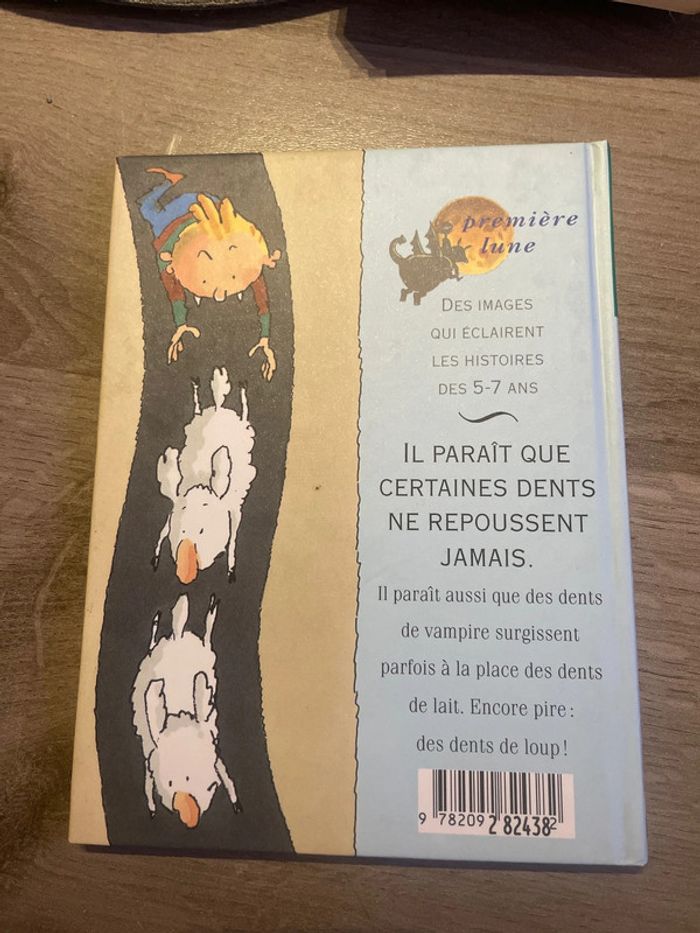 première
lune
DES IMAGES
QUI ÉCLAIRENT
LES HISTOIRES
DES 5-7 ANS
IL PARAÎT QUE
CERTAINES DENTS
NE REPOUSSENT
JAMAIS.
Il paraît aussi que des dents
de vampire surgissent
parfois à la place des dents
de lait. Encore pire :
des dents de loup !
9 782092 824382